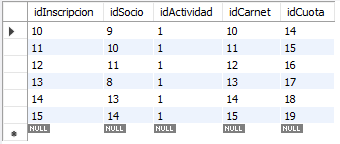 idInscripcion idSocio idActividad idCarnet idCuota
10 9 1 10 14
11 10 1 11 15
12 11 1 12 16
13 8 1 13 17
14 13 1 14 18
15 14 1 15 19
NULL NULL NULL NULL NULL